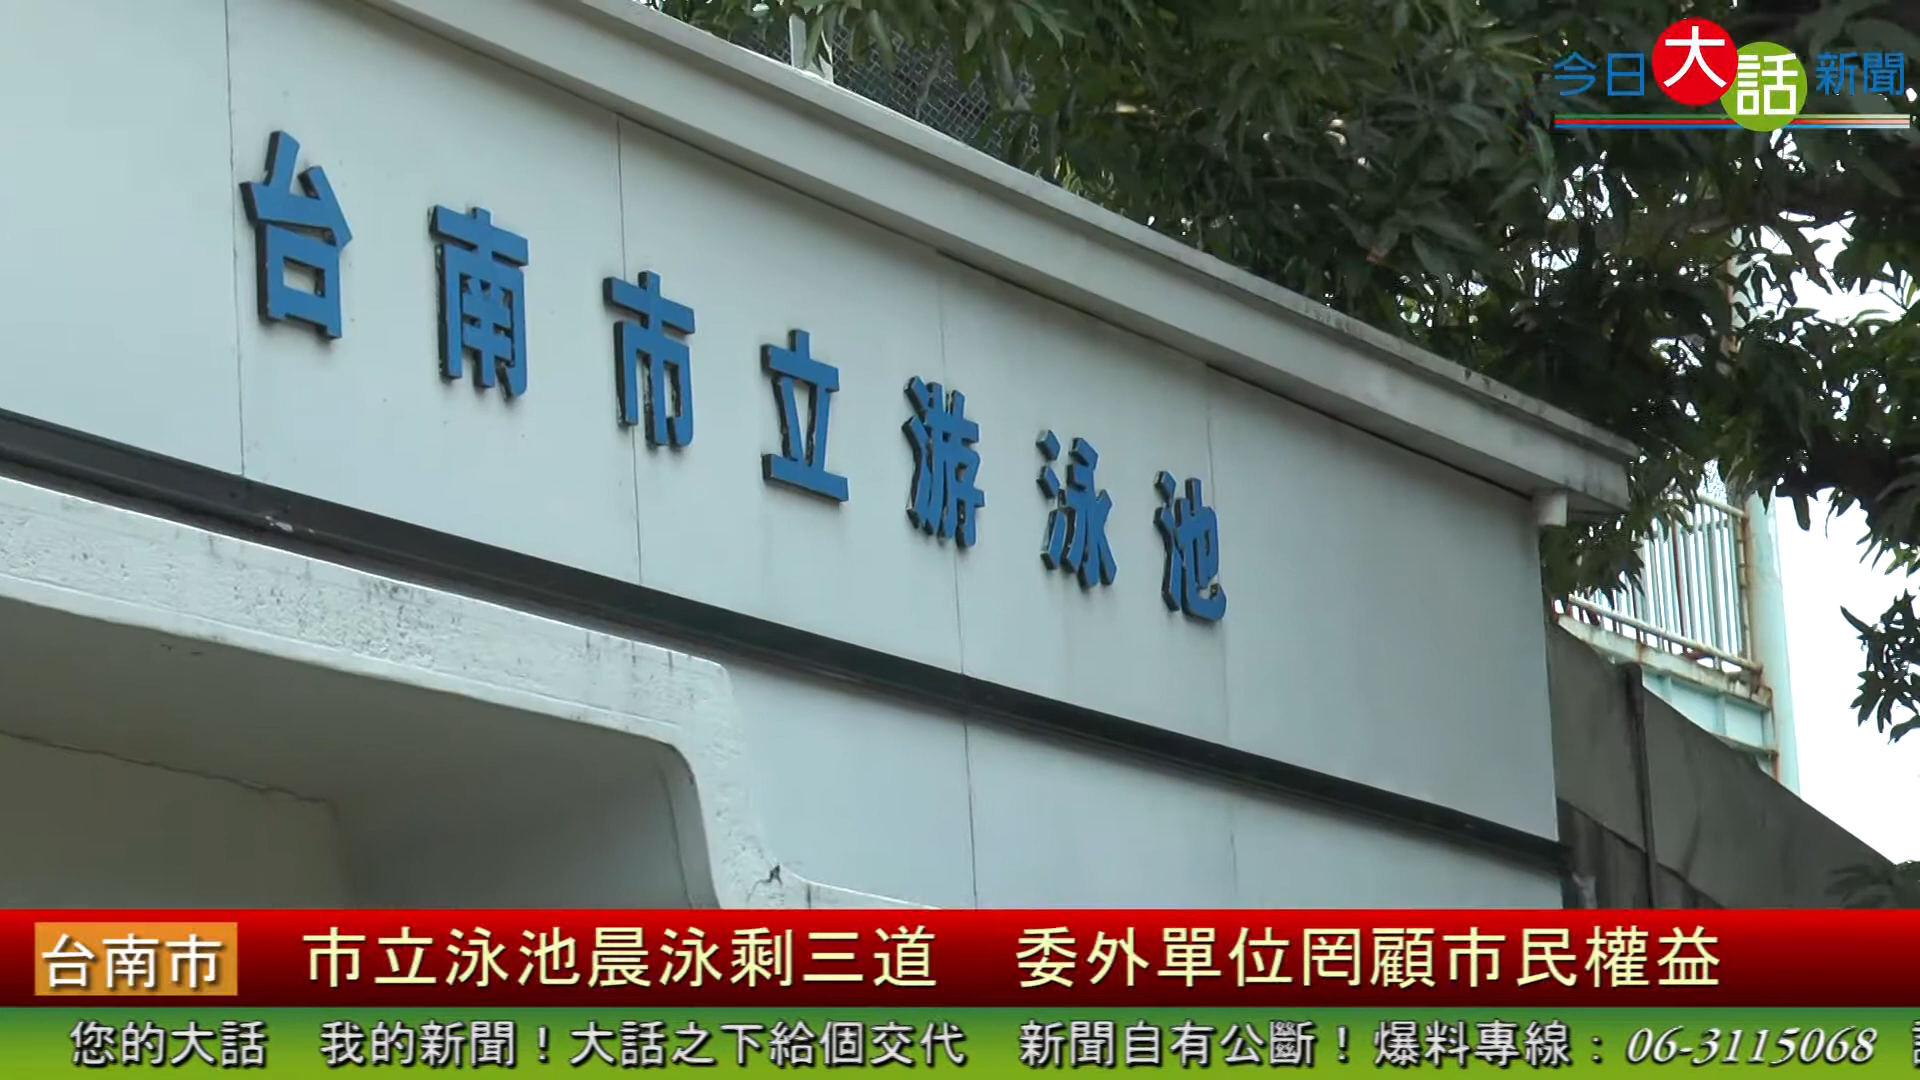 今日大話新聞
台南市立游泳池
台南市 市立泳池晨泳剩三道 委外單位罔顧市民權益
您的大話 我的新聞！大話之下給個交代 新聞自有公斷！爆料專線：06-3115068